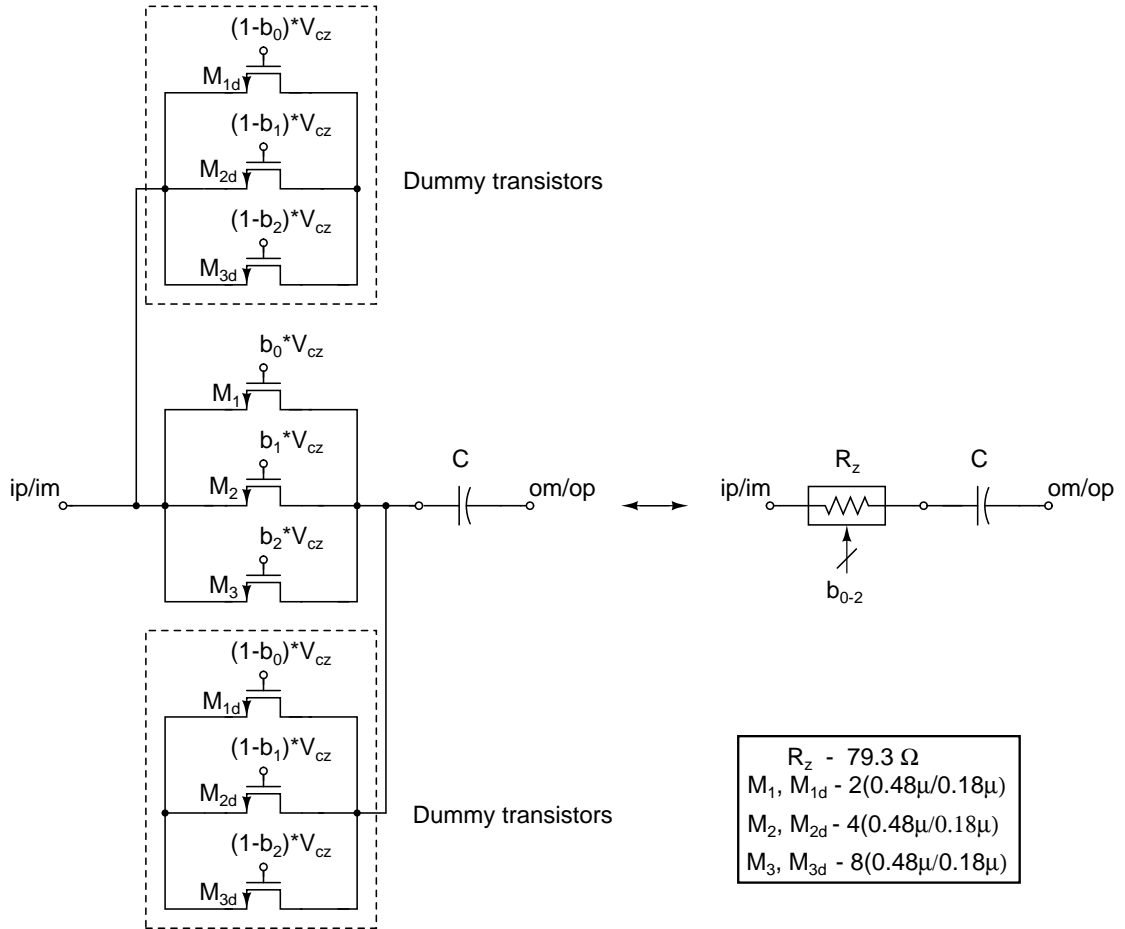 (1-b0)*Vcz
M1d
(1-b1)*Vcz
M2d
Dummy transistors
(1-b2)*Vcz
M3d
b0*Vcz
M1
b1*Vcz
C
Rz
C
ip/im
M2
om/op
ip/im
om/op
b2*Vcz
M3
b0-2
(1-b0)*Vcz
M1d
(1-b1)*Vcz
M2d
Dummy transistors
(1-b2)*Vcz
M3d
Rz - 79.3 Ω
M1, M1d - 2(0.48μ/0.18μ)
M2, M2d - 4(0.48μ/0.18μ)
M3, M3d - 8(0.48μ/0.18μ)